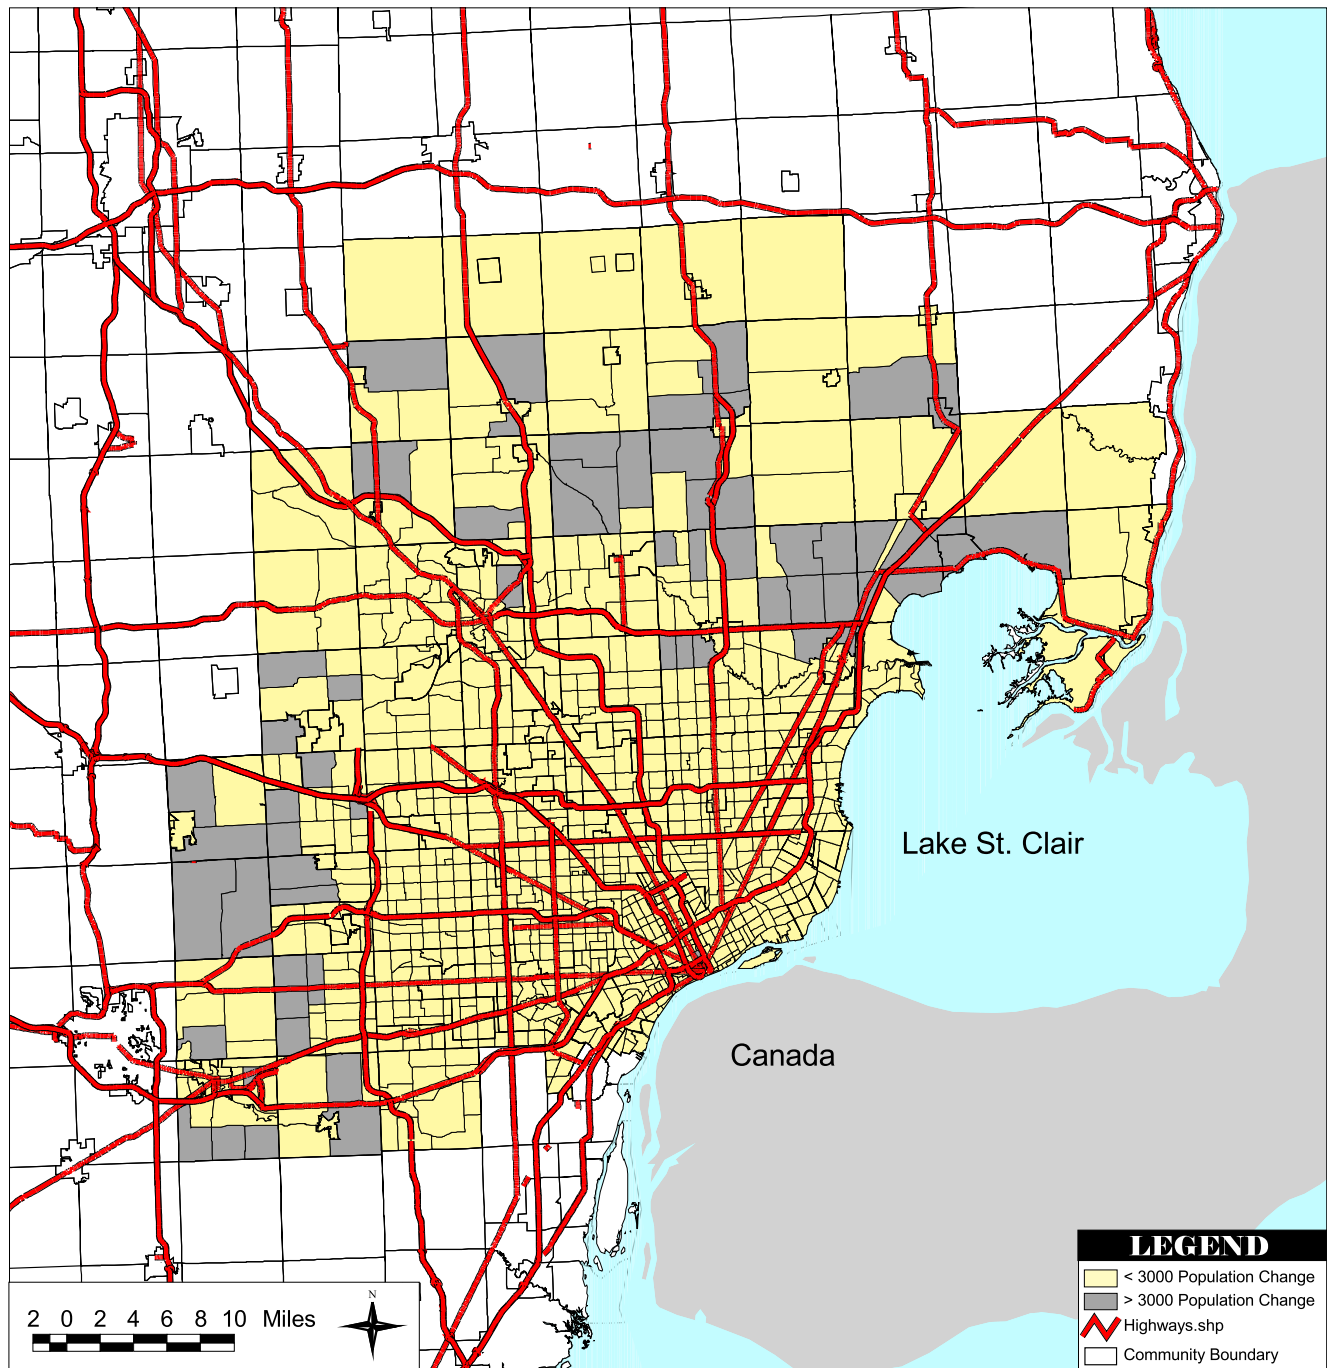 Lake St. Clair
Canada
LEGEND
< 3000 Population Change
> 3000 Population Change
Highways.shp
Community Boundary
N
2 0 2 4 6 8 10 Miles